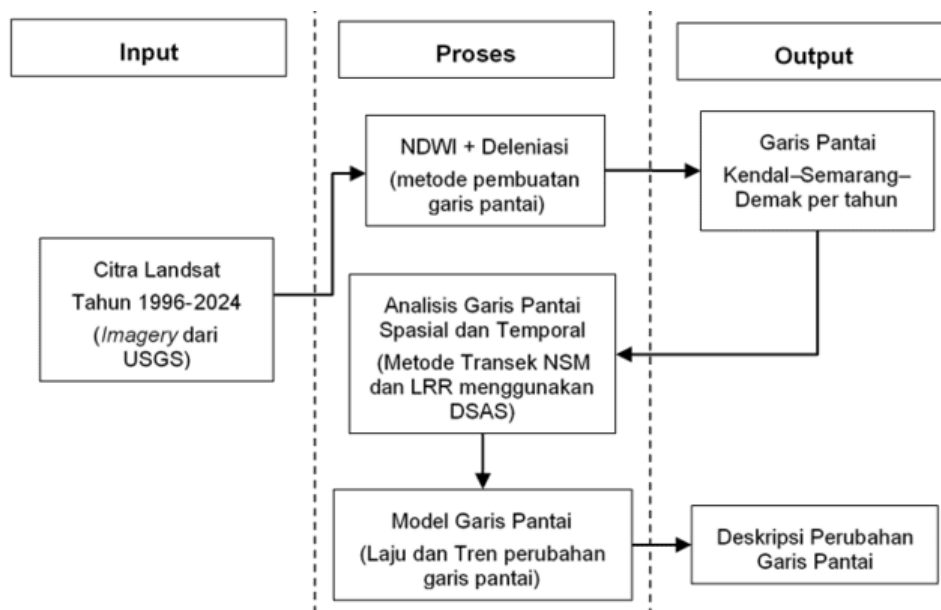 Input
Proses
Output
Citra Landsat
Tahun 1996-2024
(Imagery dari
USGS)
NDWI + Deleniasi
(metode pembuatan
garis pantai)
Garis Pantai
Kendal–Semarang–
Demak per tahun
Analisis Garis Pantai
Spasial dan Temporal
(Metode Transek NSM
dan LRR menggunakan
DSAS)
Model Garis Pantai
(Laju dan Tren perubahan
garis pantai)
Deskripsi Perubahan
Garis Pantai